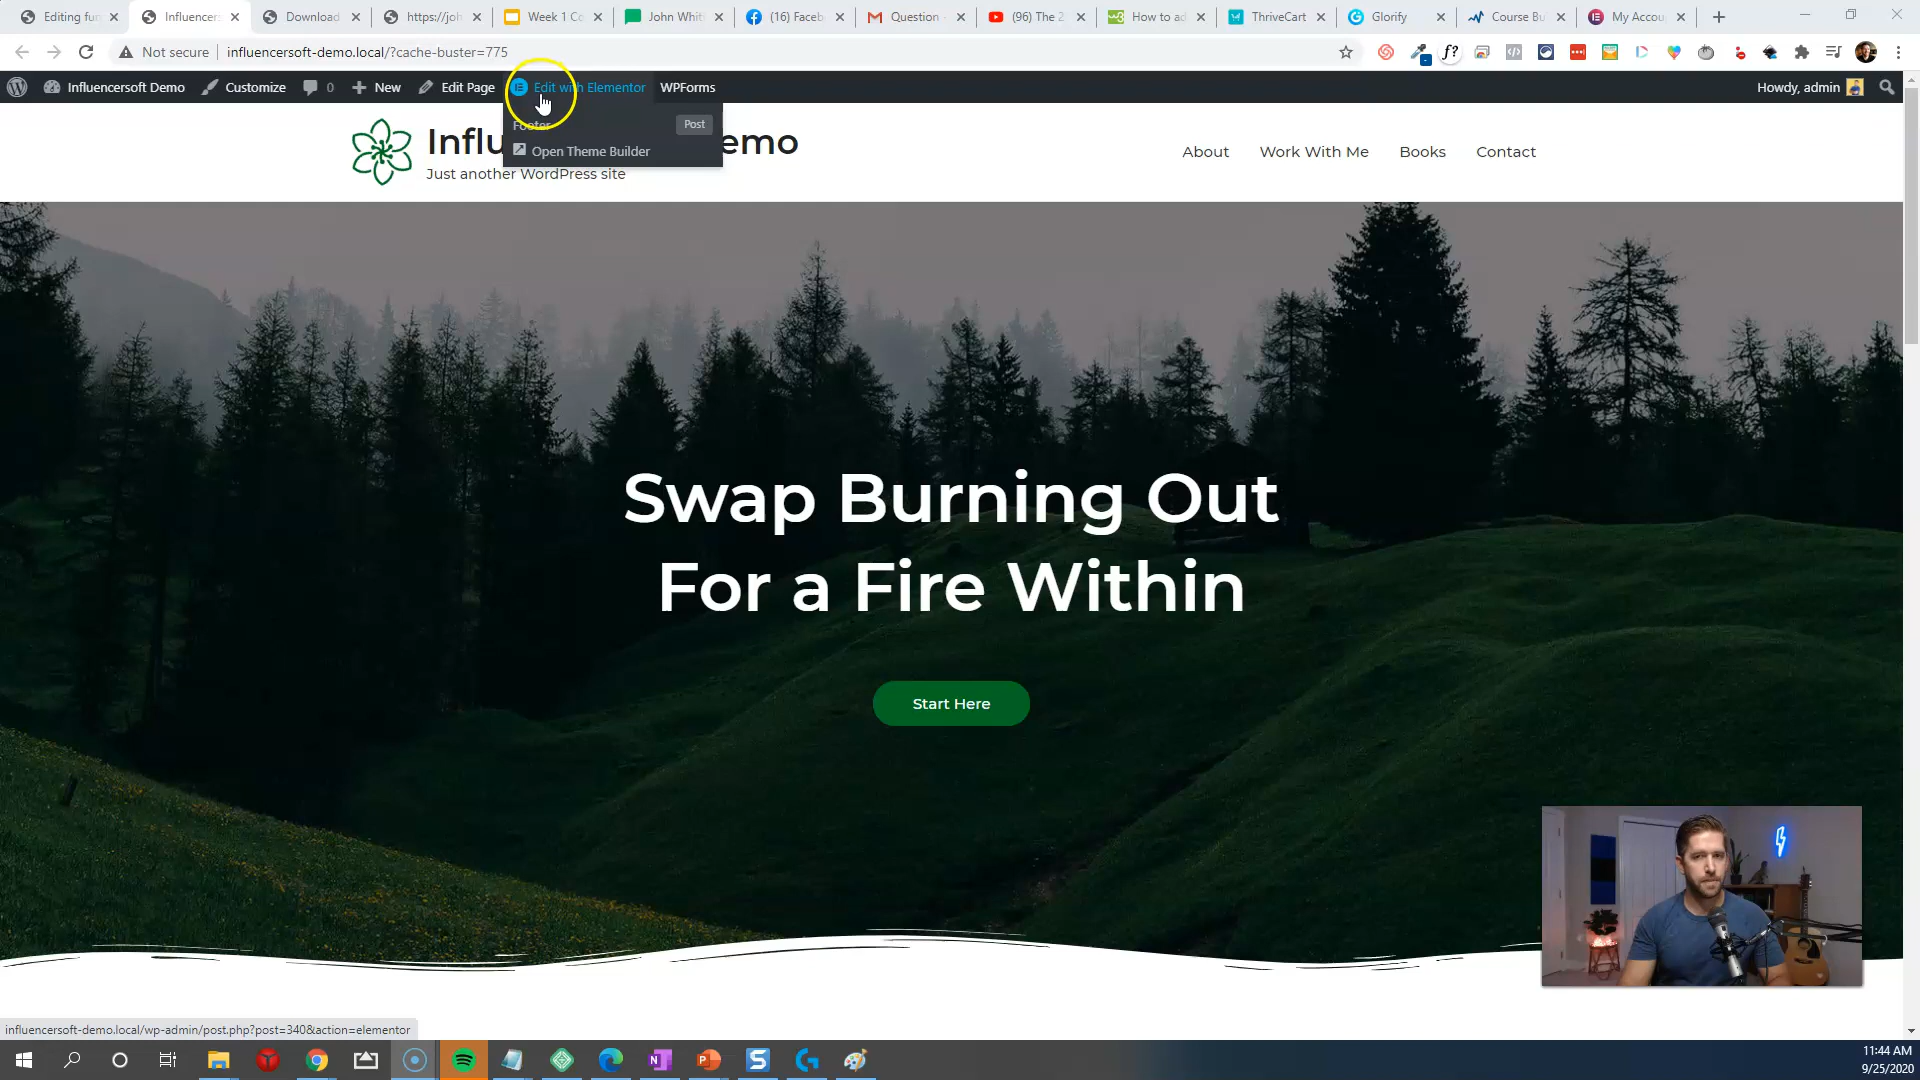 Editing fun
Influencer
Download
https://joh
Week 1 Co
John Whit
(16) Faceb
Question -
(96) The 2
How to ad
ThriveCart
Glorify
Course Bu
My Accou
Not secure
influencersoft-demo.local/?cache-buster=775
Influencersoft Demo
Customize
0
New
Edit Page
Edit with Elementor
WPForms
Howdy, admin
Footer
Post
Open Theme Builder
Infl
emo
Just another WordPress site
About
Work With Me
Books
Contact
Swap Burning Out
For a Fire Within
Start Here
influencersoft-demo.local/wp-admin/post.php?post=340&action=elementor
11:44 AM
9/25/2020